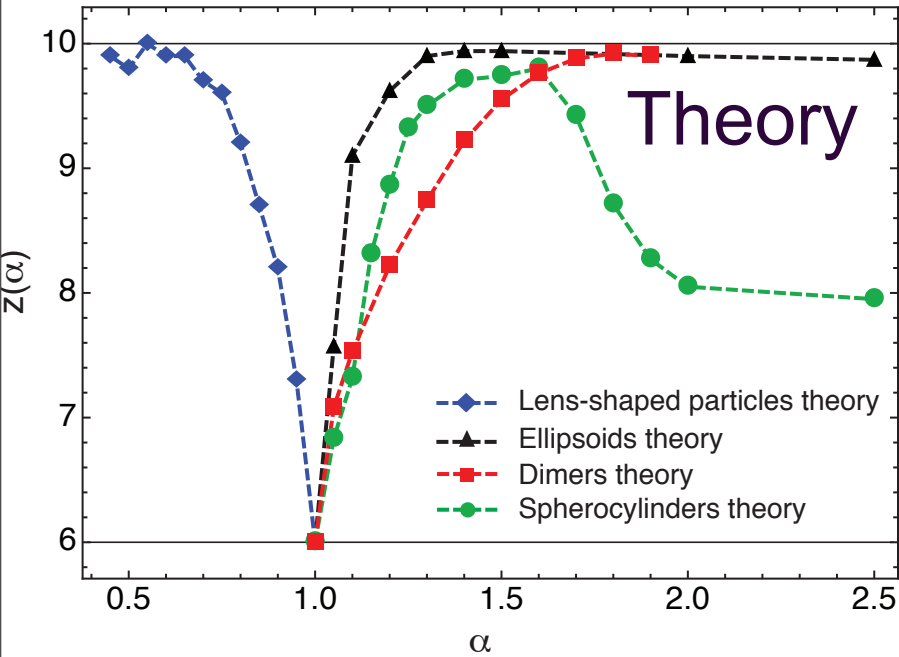 10
9
8
7
6
z(α)
Theory
Lens-shaped particles theory
Ellipsoids theory
Dimers theory
Spherocylinders theory
0.5 1.0 1.5 2.0 2.5
α